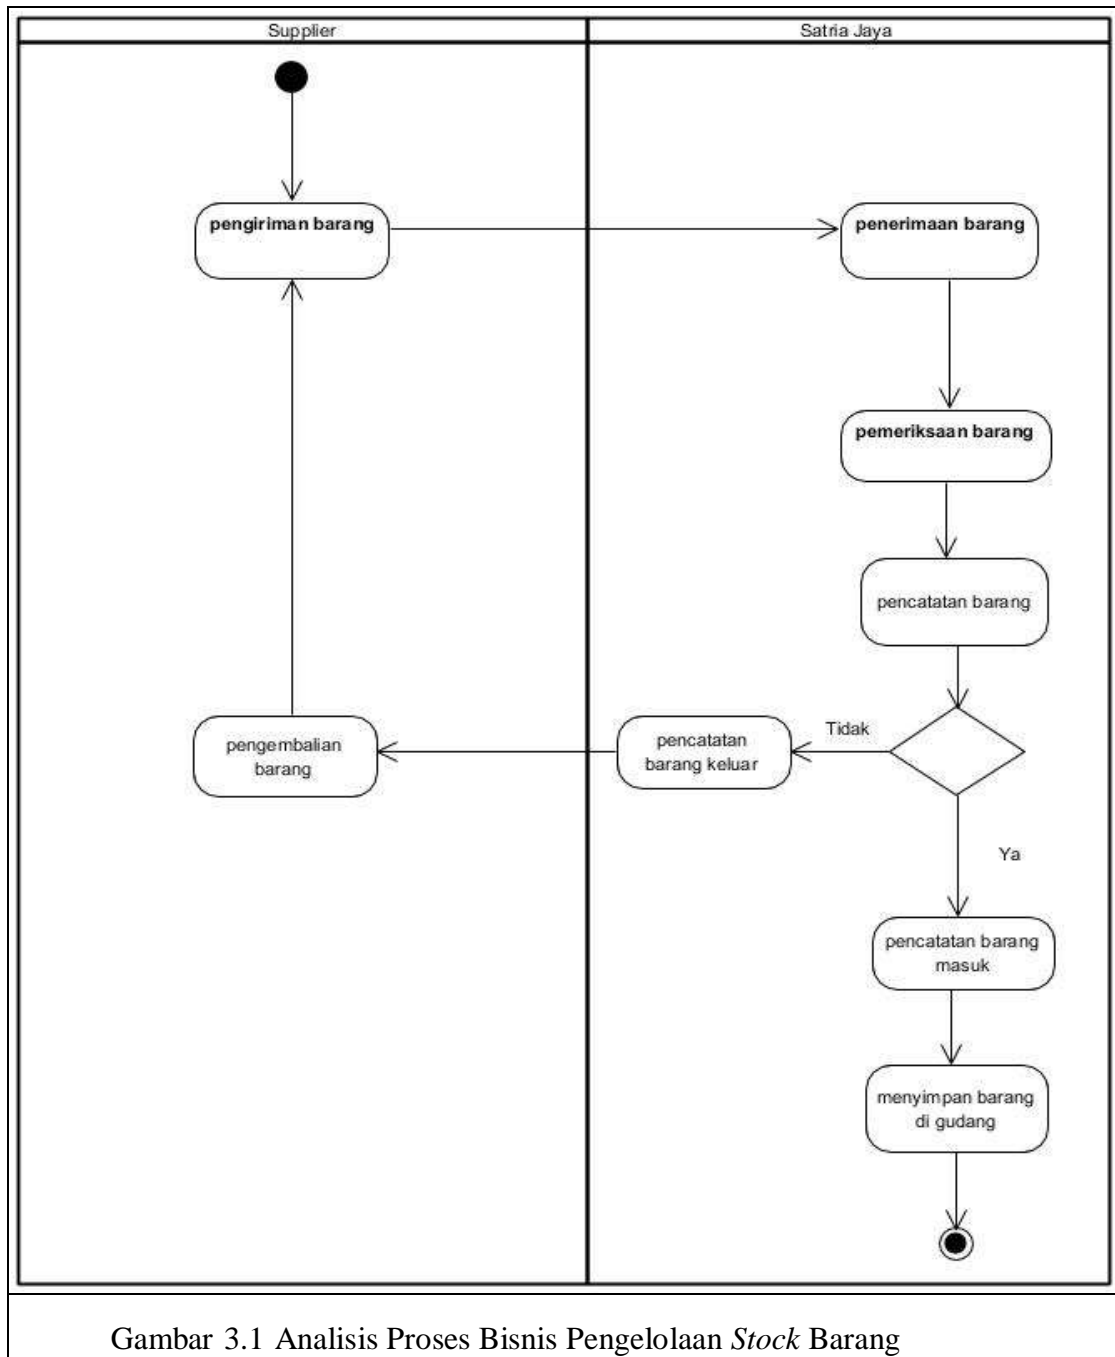 Supplier
Satria Jaya
pengiriman barang
penerimaan barang
pemeriksaan barang
pencatatan barang
Tidak
pencatatan
barang keluar
pengembalian
barang
Ya
pencatatan barang
masuk
menyimpan barang
di gudang
Gambar 3.1 Analisis Proses Bisnis Pengelolaan Stock Barang